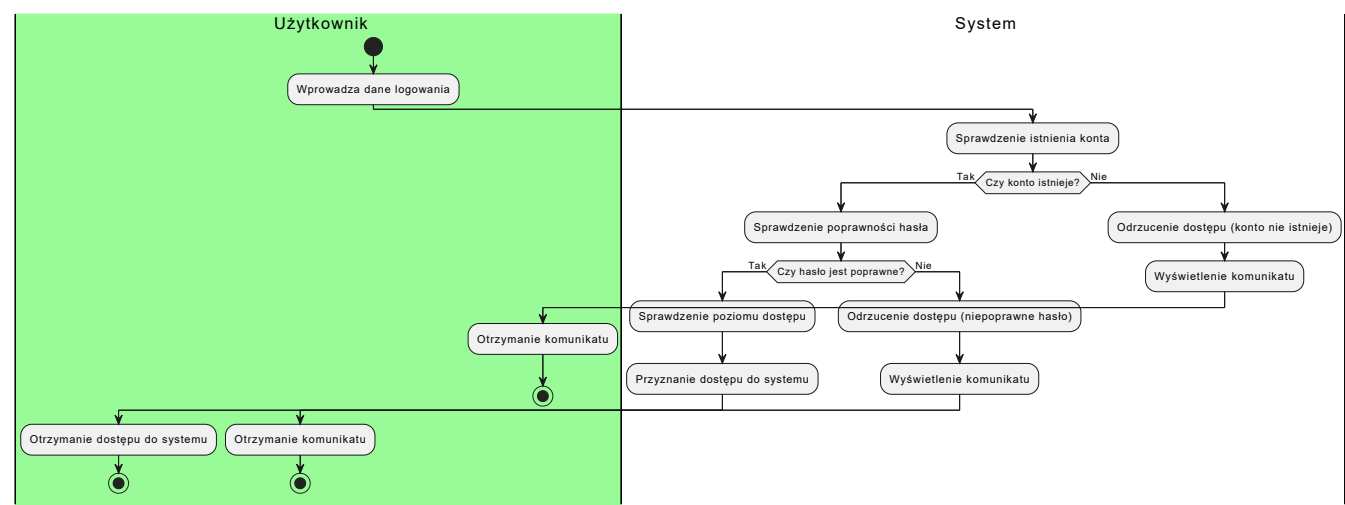 Użytkownik
System
Wprowadza dane logowania
Sprawdzenie istnienia konta
Tak
Czy konto istnieje?
Nie
Sprawdzenie poprawności hasła
Odrzucenie dostępu (konto nie istnieje)
Tak
Czy hasło jest poprawne?
Nie
Wyświetlenie komunikatu
Sprawdzenie poziomu dostępu
Odrzucenie dostępu (niepoprawne hasło)
Otrzymanie komunikatu
Przyznanie dostępu do systemu
Wyświetlenie komunikatu
Otrzymanie dostępu do systemu
Otrzymanie komunikatu